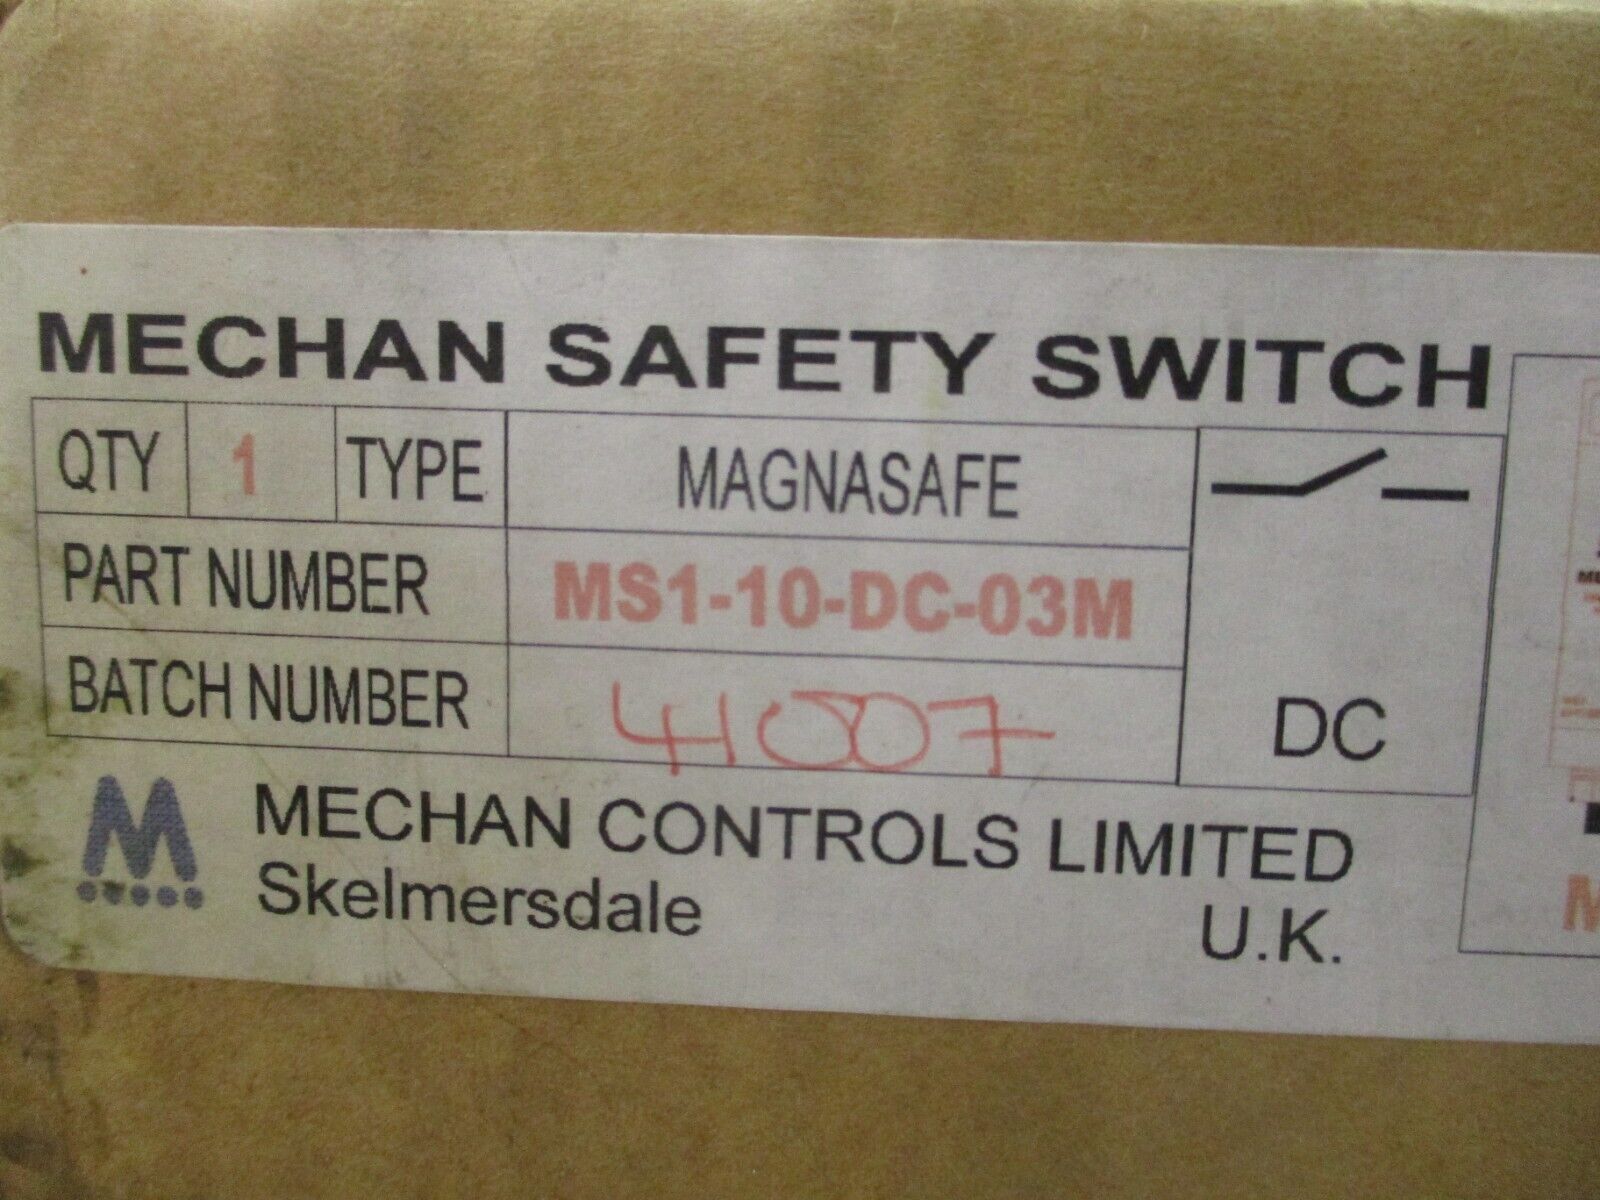 MECHAN SAFETY SWITCH
QTY 1 TYPE MAGNASAFE
PART NUMBER MS1-10-DC-03M
BATCH NUMBER 41007
DC
M
MECHAN CONTROLS LIMITED
Skelmersdale
U.K.